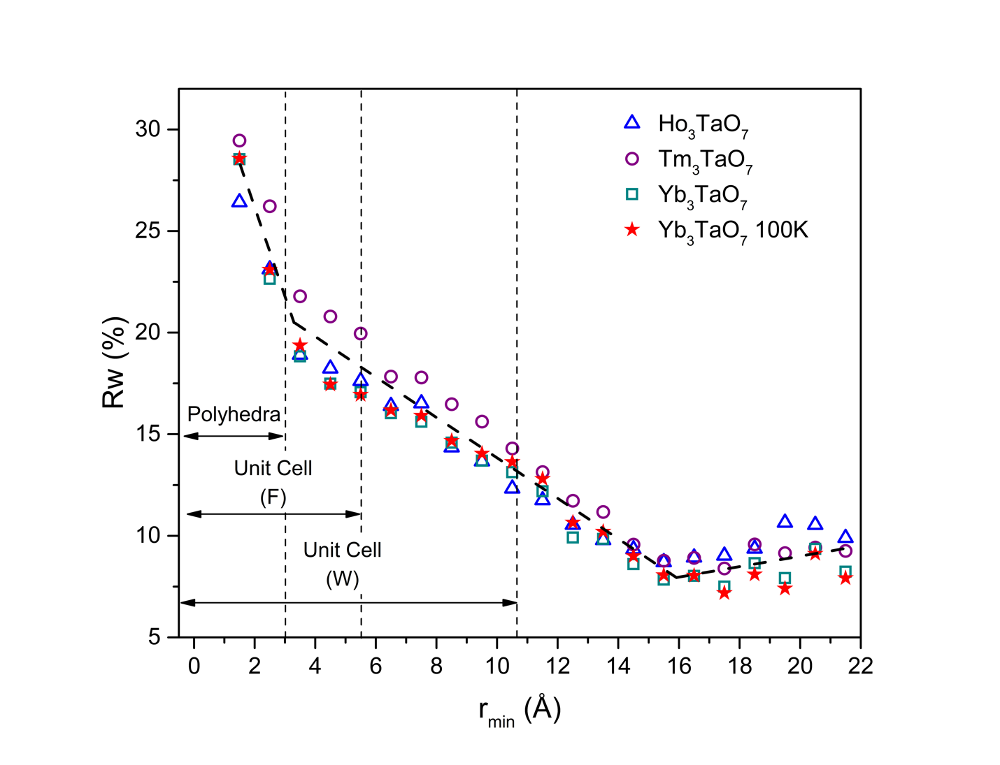 Ho₃TaO₇
Tm₃TaO₇
Yb₃TaO₇
Yb₃TaO₇ 100K
30
25
20
15
10
5
Rw (%)
Polyhedra
Unit Cell
(F)
Unit Cell
(W)
0 2 4 6 8 10 12 14 16 18 20 22
rmin (Å)